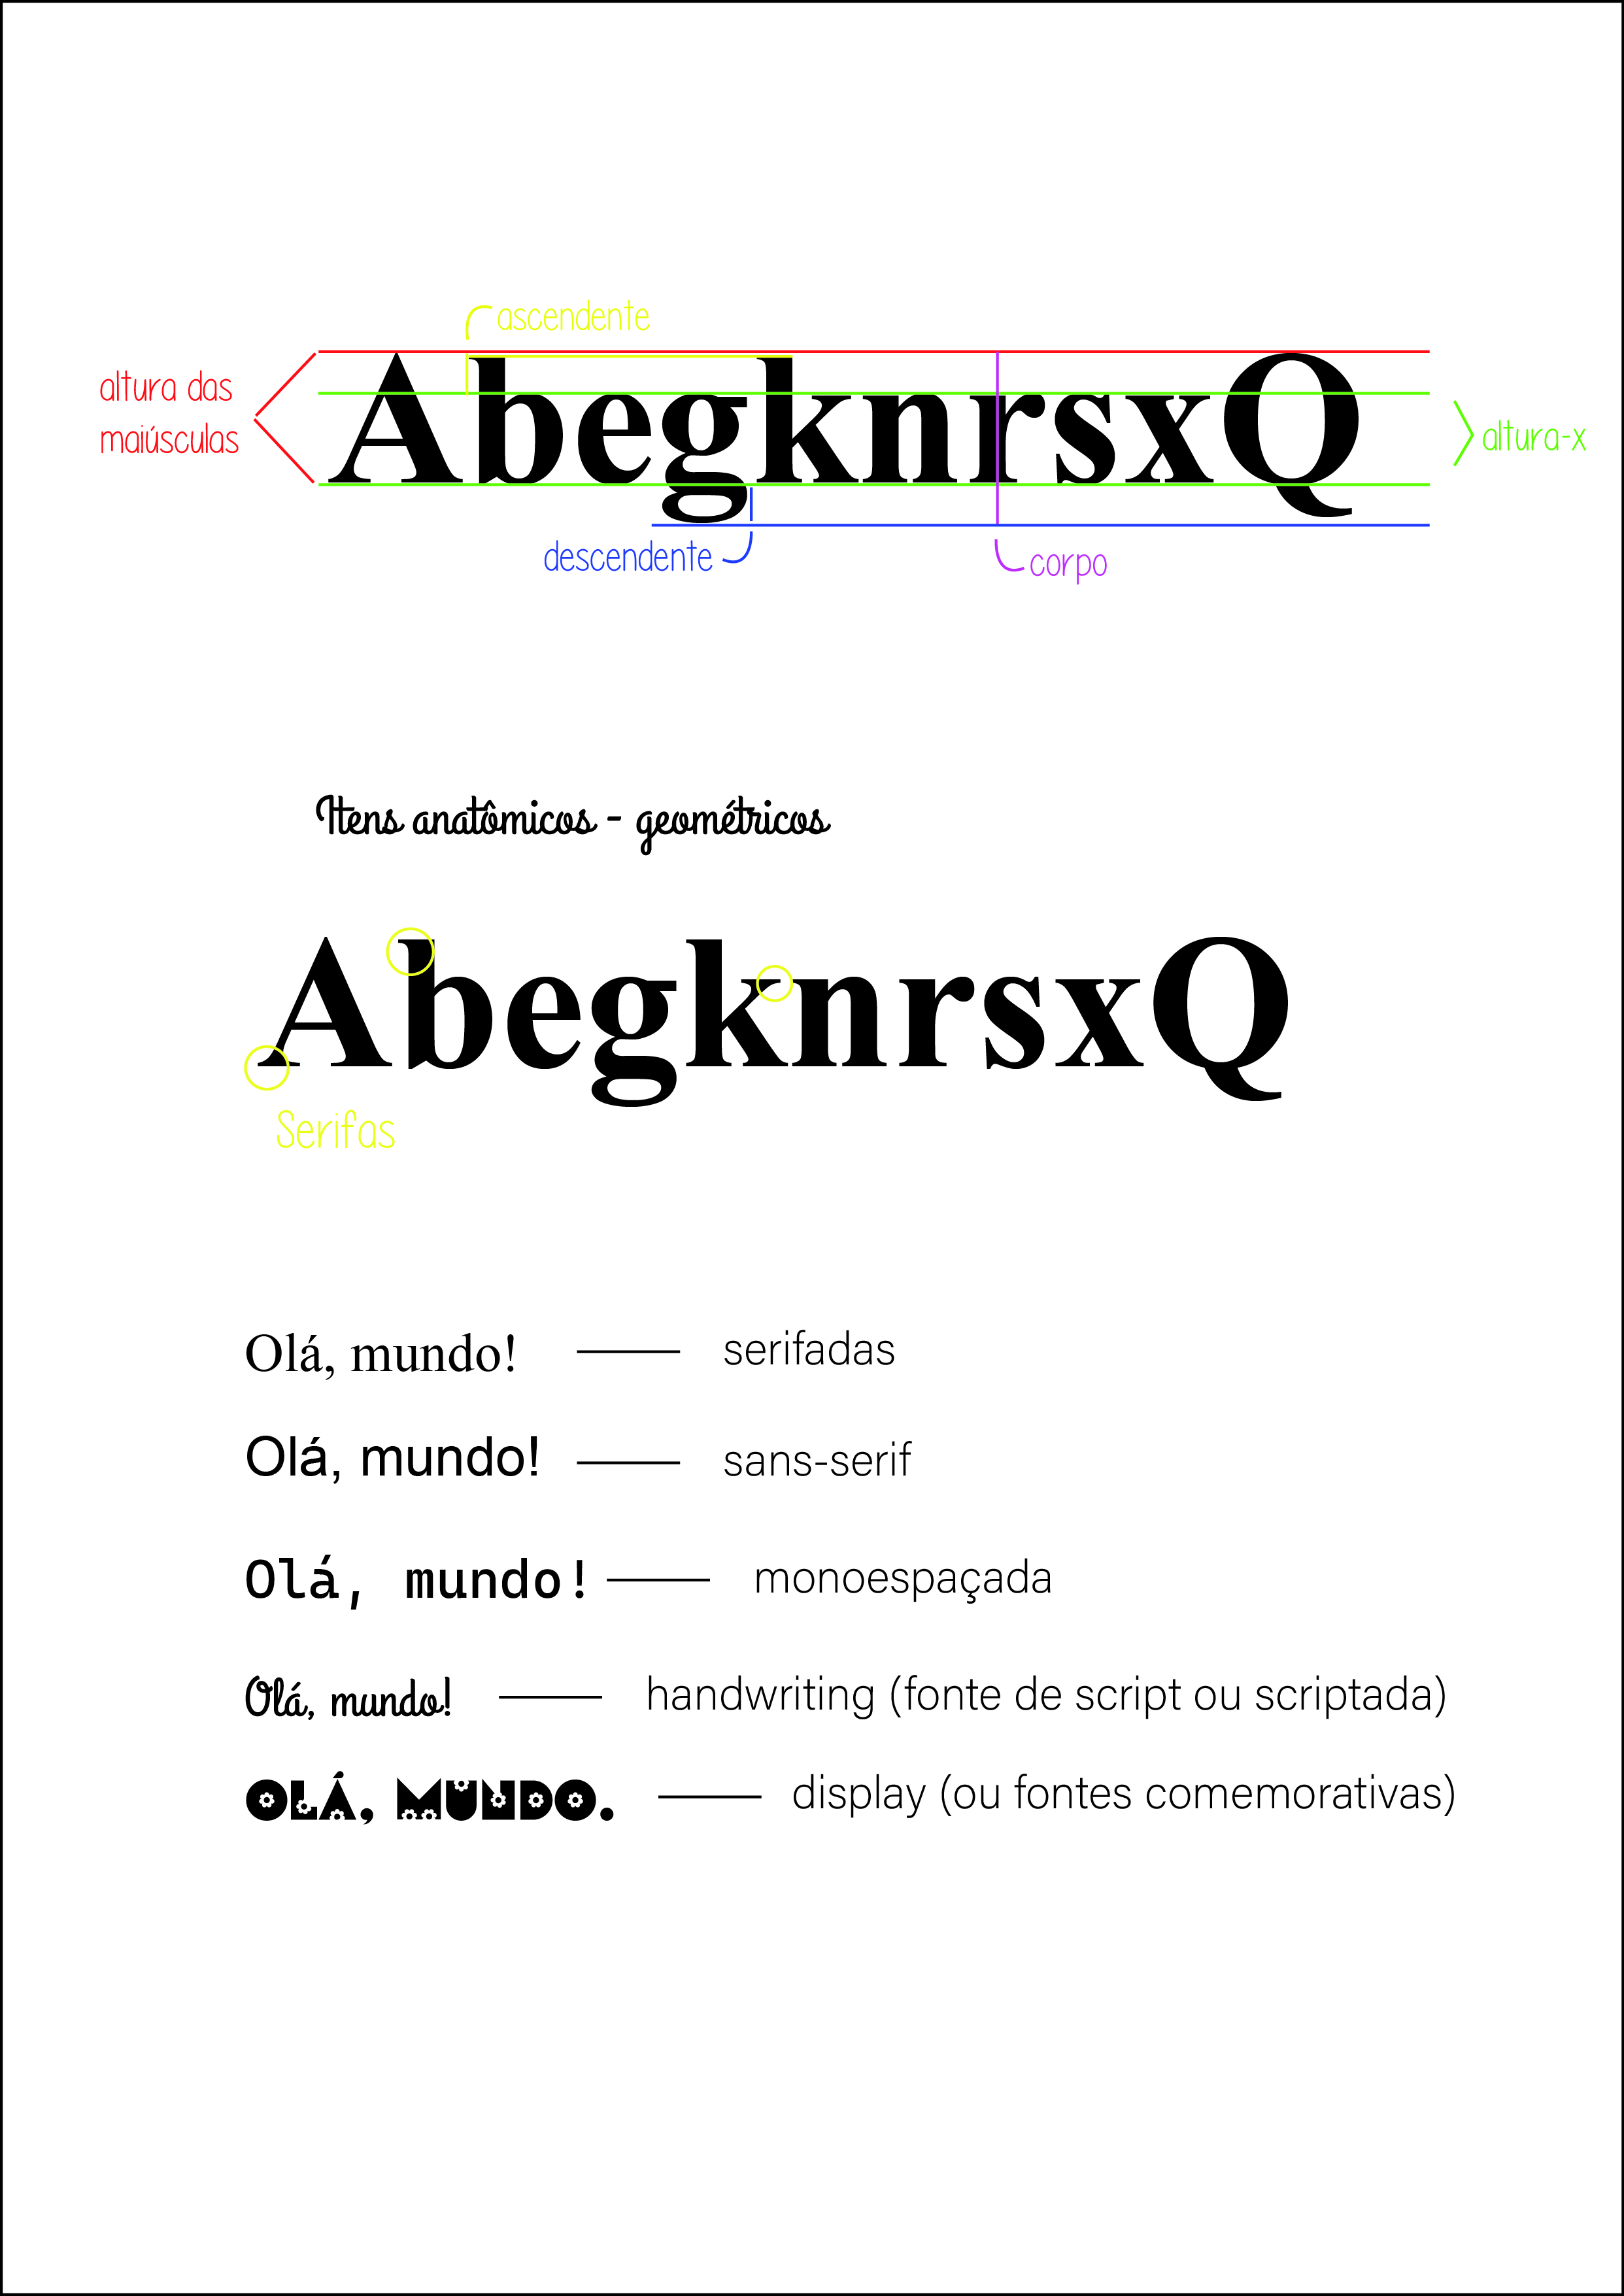 ascendente
altura das
maiúsculas
AbegknrsxQ
altura-x
descendente
corpo
Itens anatômicos - geométricos
AbegknrsxQ
Serifas
Olá, mundo! serifadas
Olá, mundo! sans-serif
Olá, mundo! monoespaçada
Olá, mundo! handwriting (fonte de script ou scriptada)
OLÁ, MUNDO. display (ou fontes comemorativas)